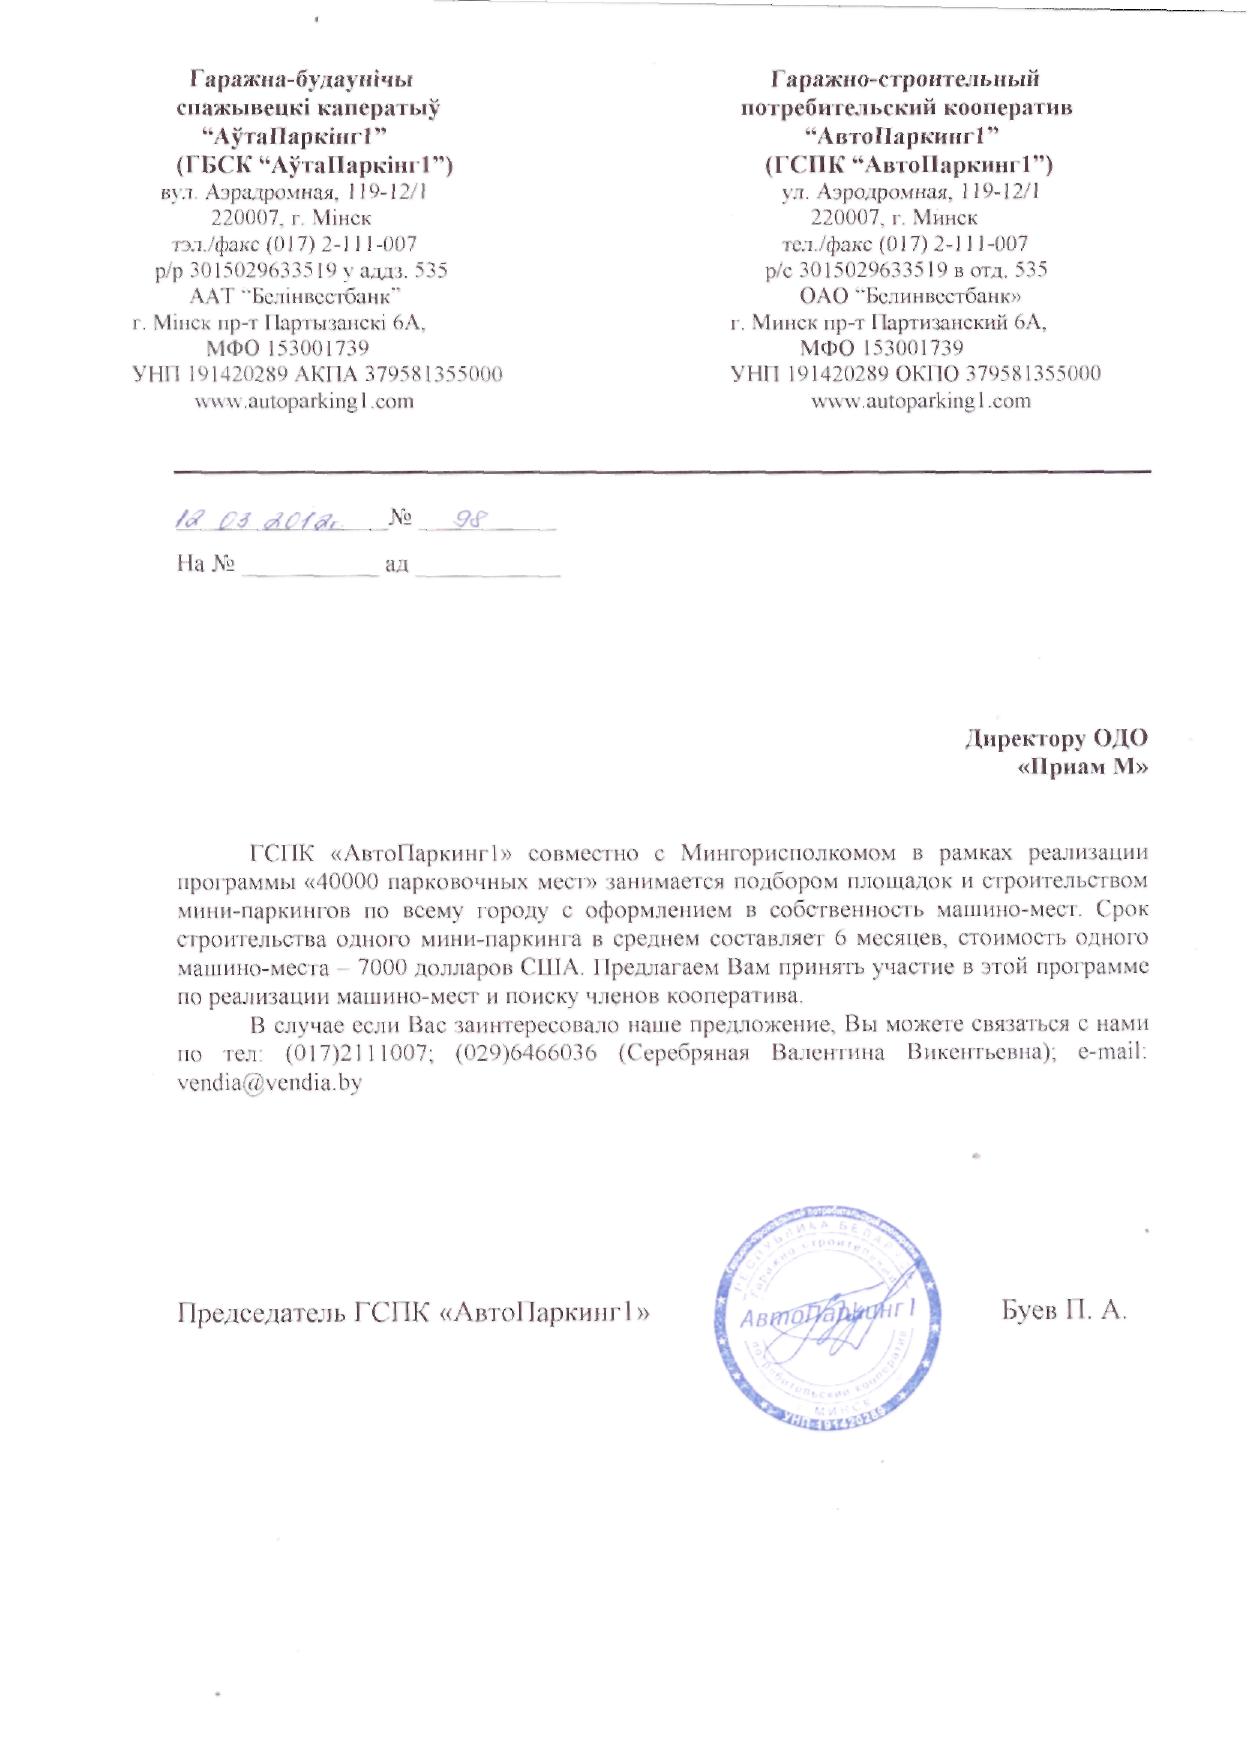 Гаражна-будаунічы
спажывецкі каператыў
“АўтаПаркінг1”
(ГБСК “АўтаПаркінг1”)
вул. Аэрадромная, 119-12/1
220007, г. Мінск
тэл./факс (017) 2-111-007
р/р 3015029633519 у аддз. 535
ААТ “Белінвестбанк”
г. Мінск пр-т Партызанскі 6А,
МФО 153001739
УНП 191420289 АКПА 379581355000
www.autoparking1.com
Гаражно-строительный
потребительский кооператив
“АвтоПаркинг1”
(ГСПК “АвтоПаркинг1”)
ул. Аэродромная, 119-12/1
220007, г. Минск
тел./факс (017) 2-111-007
р/с 3015029633519 в отд. 535
ОАО “Белинвестбанк»
г. Минск пр-т Партизанский 6А,
МФО 153001739
УНП 191420289 ОКПО 379581355000
www.autoparking1.com
12 03 2012г. № 98
На № ____________ ад ____________
Директору ОДО
«Приам М»
ГСПК «АвтоПаркинг1» совместно с Мингорисполкомом в рамках реализации
программы «40000 парковочных мест» занимается подбором площадок и строительством
мини-паркингов по всему городу с оформлением в собственность машино-мест. Срок
строительства одного мини-паркинга в среднем составляет 6 месяцев, стоимость одного
машино-места – 7000 долларов США. Предлагаем Вам принять участие в этой программе
по реализации машино-мест и поиску членов кооператива.
В случае если Вас заинтересовало наше предложение, Вы можете связаться с нами
по тел: (017)2111007; (029)6466036 (Серебряная Валентина Викентьевна); e-mail:
vendia@vendia.by
Председатель ГСПК «АвтоПаркинг1»
Буев П. А.
РЕСПУБЛИКА БЕЛАРУСЬ
Гаражно строительный
АвтоПаркинг1
потребительский кооператив
МИНСК
УНП 191420289